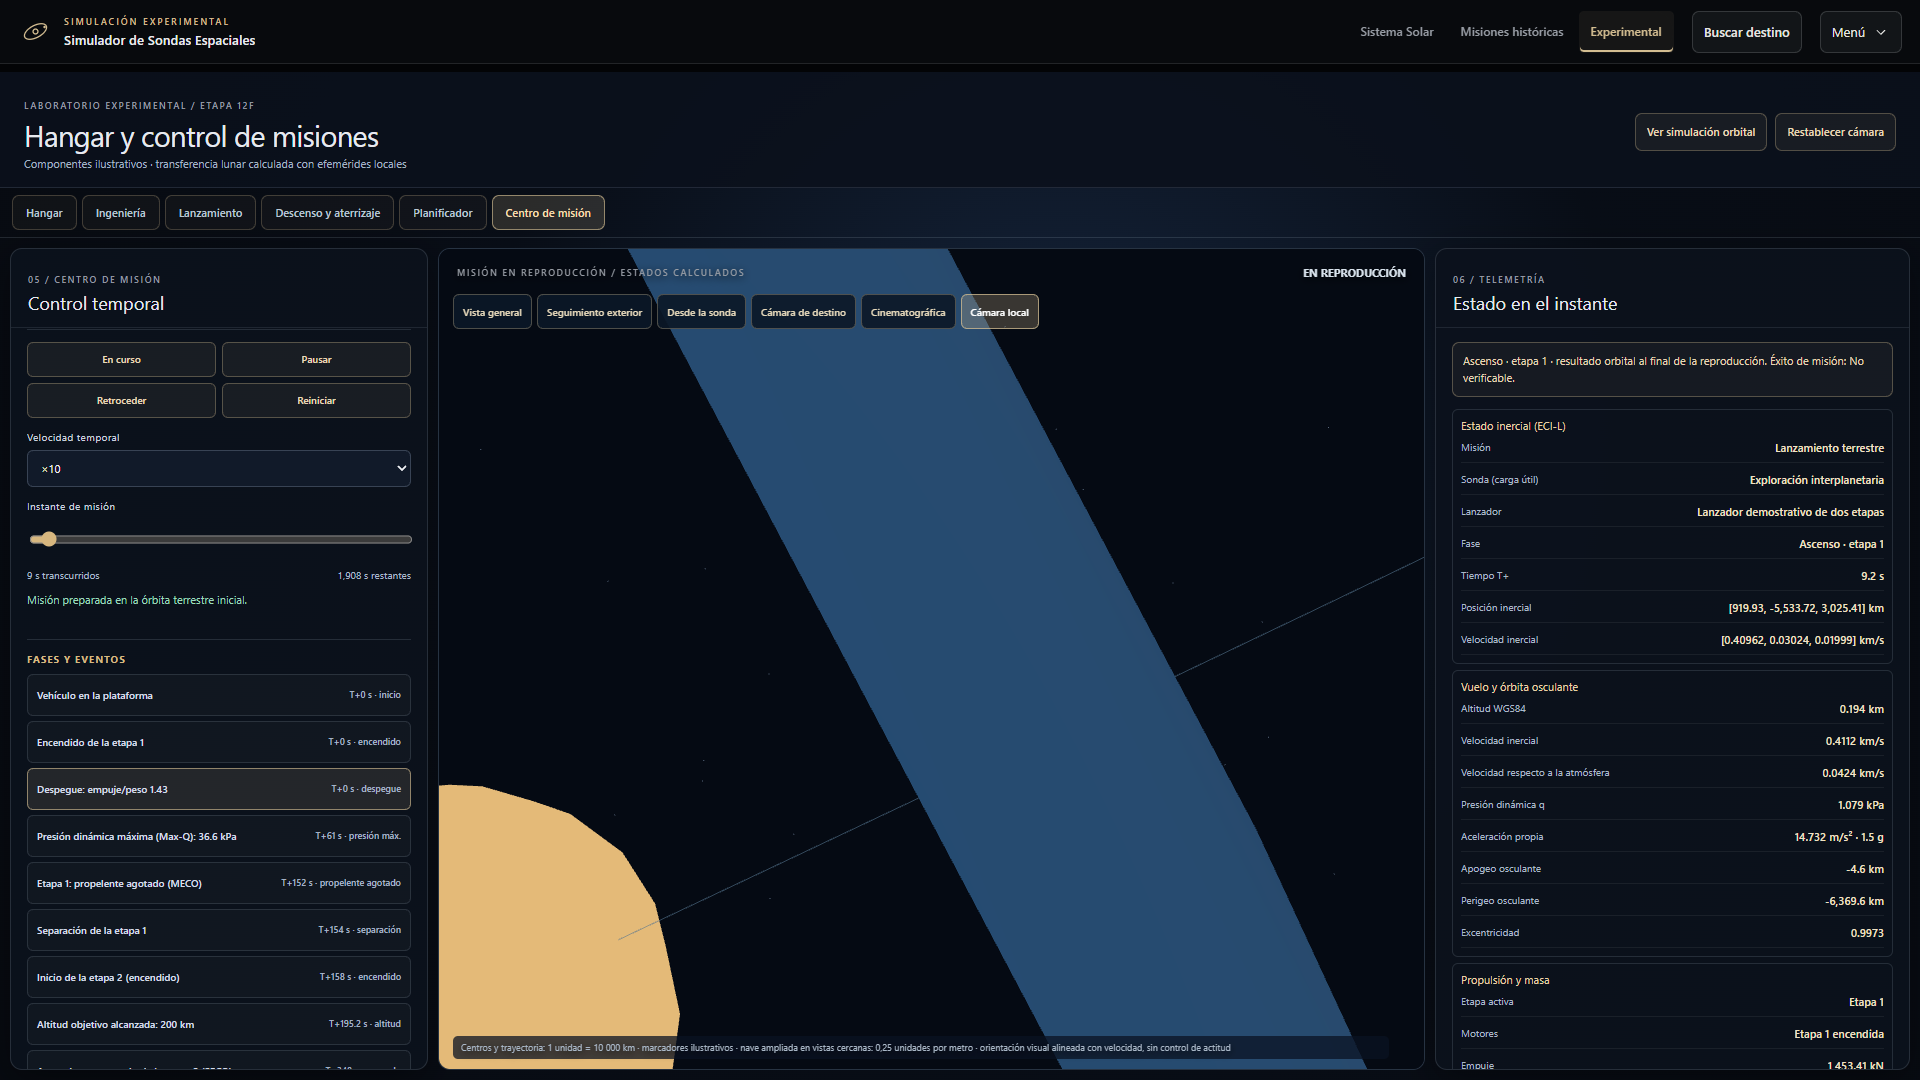 SIMULACIÓN EXPERIMENTAL
Simulador de Sondas Espaciales
Sistema Solar
Misiones históricas
Experimental
Buscar destino
Menú
LABORATORIO EXPERIMENTAL / ETAPA 12F
Hangar y control de misiones
Componentes ilustrativos · transferencia lunar calculada con efemérides locales
Ver simulación orbital
Restablecer cámara
Hangar
Ingeniería
Lanzamiento
Descenso y aterrizaje
Planificador
Centro de misión
05 / CENTRO DE MISIÓN
Control temporal
En curso
Pausar
Retroceder
Reiniciar
Velocidad temporal
×10
Instante de misión
9 s transcurridos
1,908 s restantes
Misión preparada en la órbita terrestre inicial.
FASES Y EVENTOS
Vehículo en la plataforma
T+0 s · inicio
Encendido de la etapa 1
T+0 s · encendido
Despegue: empuje/peso 1.43
T+0 s · despegue
Presión dinámica máxima (Max-Q): 36.6 kPa
T+61 s · presión máx.
Etapa 1: propelente agotado (MECO)
T+152 s · propelente agotado
Separación de la etapa 1
T+154 s · separación
Inicio de la etapa 2 (encendido)
T+158 s · encendido
Altitud objetivo alcanzada: 200 km
T+195.2 s · altitud
MISIÓN EN REPRODUCCIÓN / ESTADOS CALCULADOS
EN REPRODUCCIÓN
Vista general
Seguimiento exterior
Desde la sonda
Cámara de destino
Cinematográfica
Cámara local
Centros y trayectoria: 1 unidad = 10 000 km · marcadores ilustrativos · nave ampliada en vistas cercanas: 0,25 unidades por metro · orientación visual alineada con velocidad, sin control de actitud
06 / TELEMETRÍA
Estado en el instante
Ascenso · etapa 1 · resultado orbital al final de la reproducción. Éxito de misión: No
verificable.
Estado inercial (ECI-L)
Misión
Lanzamiento terrestre
Sonda (carga útil)
Exploración interplanetaria
Lanzador
Lanzador demostrativo de dos etapas
Fase
Ascenso · etapa 1
Tiempo T+
9.2 s
Posición inercial
[919.93, -5,533.72, 3,025.41] km
Velocidad inercial
[0.40962, 0.03024, 0.01999] km/s
Vuelo y órbita osculante
Altitud WGS84
0.194 km
Velocidad inercial
0.4112 km/s
Velocidad respecto a la atmósfera
0.0424 km/s
Presión dinámica q
1.079 kPa
Aceleración propia
14.732 m/s² · 1.5 g
Apogeo osculante
-4.6 km
Perigeo osculante
-6,369.6 km
Excentricidad
0.9973
Propulsión y masa
Etapa activa
Etapa 1
Motores
Etapa 1 encendida
Empuje
1,453.41 kN